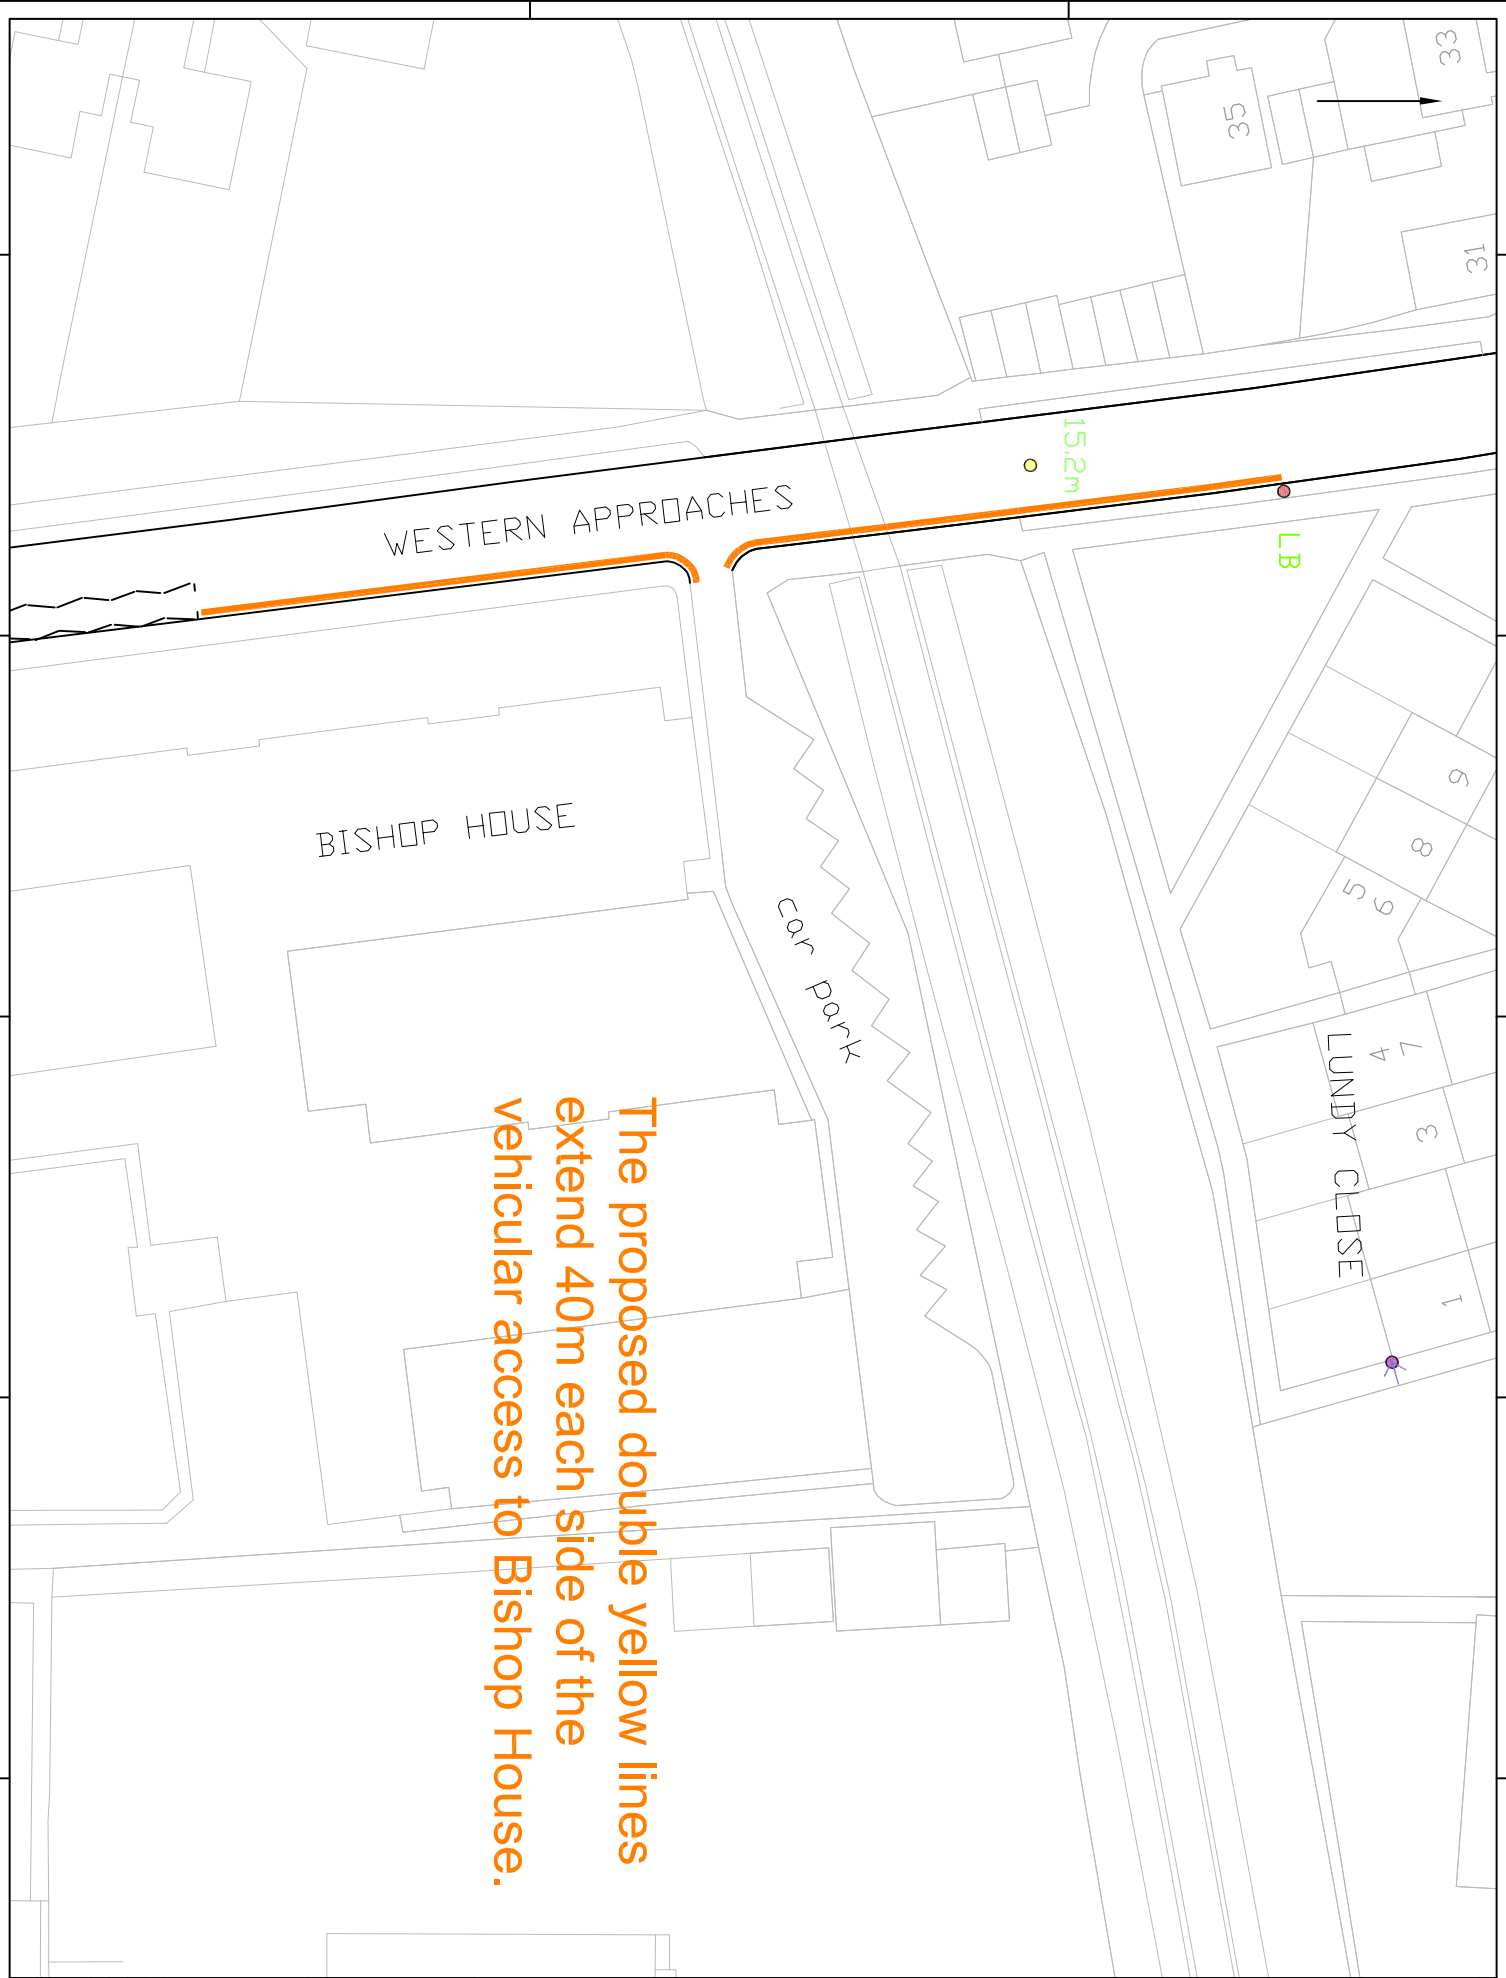 33
35
31
15.2m
WESTERN APPROACHES
LB
BISHOP HOUSE
9
8
5
6
car park
4
7
LUNDY CLOSE
3
1
The proposed double yellow lines
extend 40m each side of the
vehicular access to Bishop House.